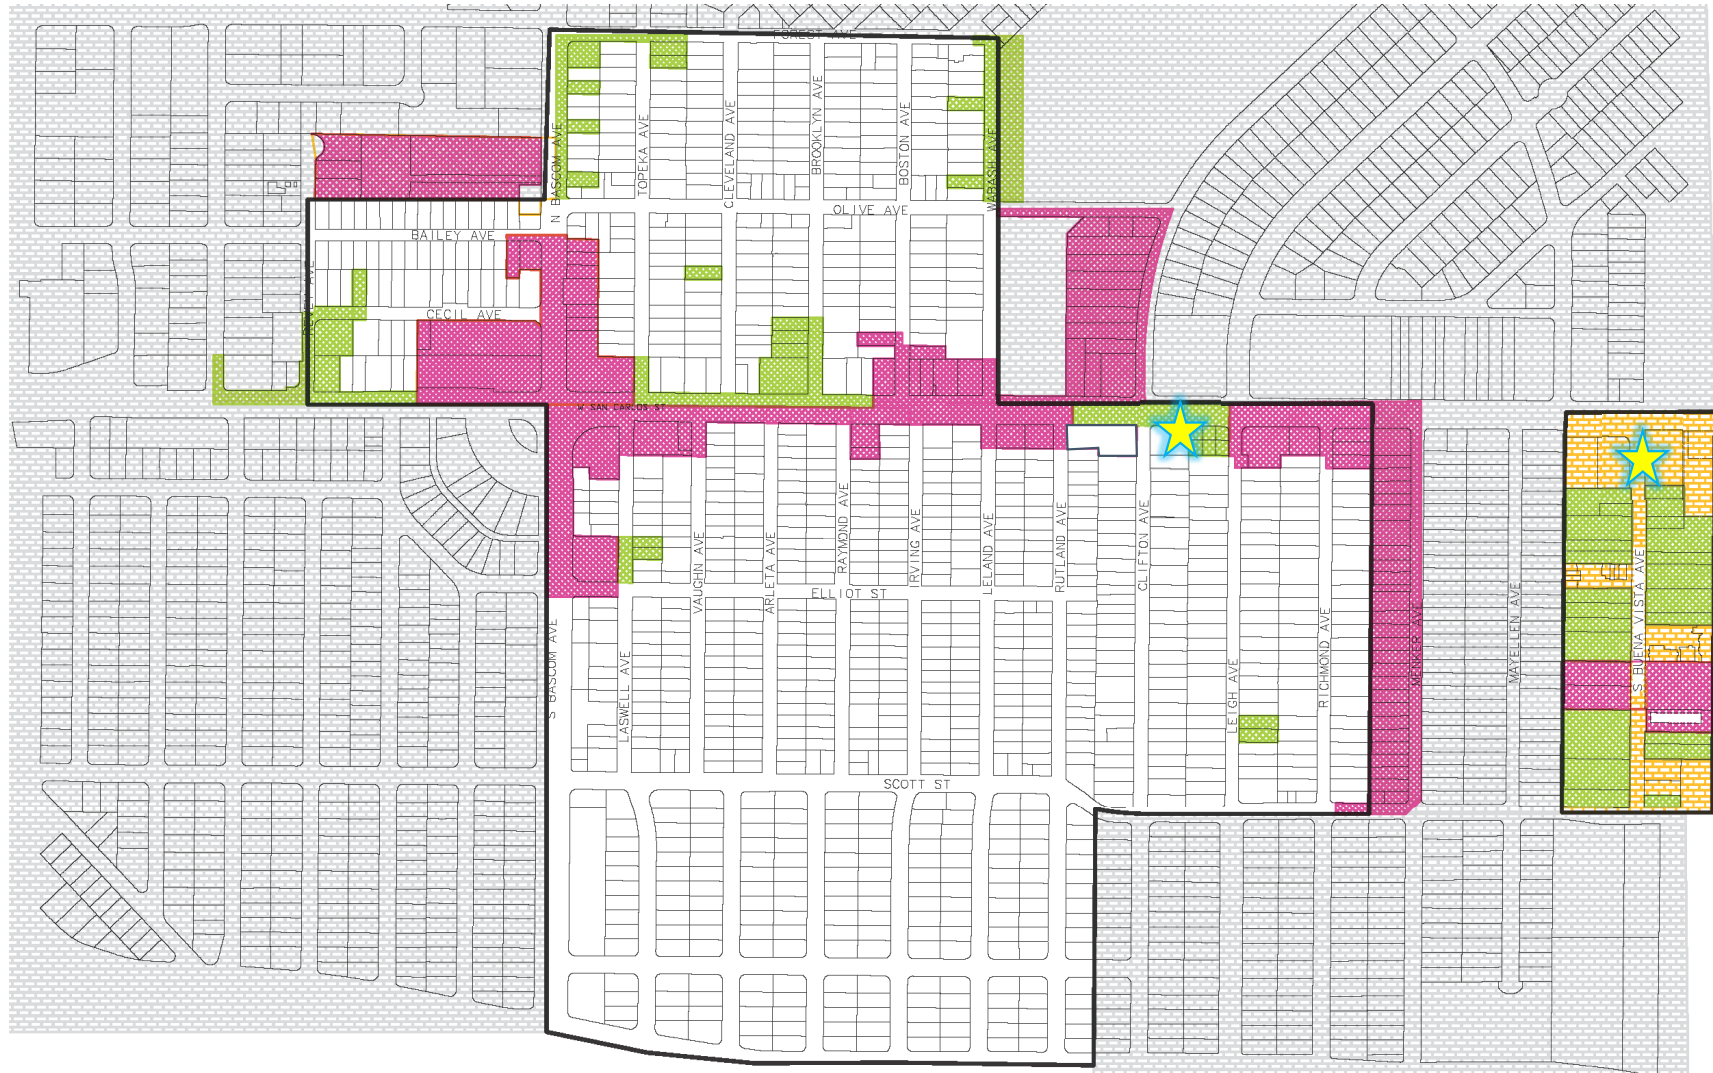 FOREST AVE
N BASCOM AVE
TOPEKA AVE
CLEVELAND AVE
BROOKLYN AVE
BOSTON AVE
WABASH AVE
OLIVE AVE
BAILEY AVE
CECIL AVE
W SAN CARLOS ST
S BASCOM AVE
LASWELL AVE
VAUGHN AVE
ARLETA AVE
RAYMOND AVE
IRVING AVE
LELAND AVE
RUTLAND AVE
CLIFTON AVE
ELLIOT ST
LEIGH AVE
RICHMOND AVE
MENKER AVE
MAYELLEN AVE
S BUENA VISTA AVE
SCOTT ST